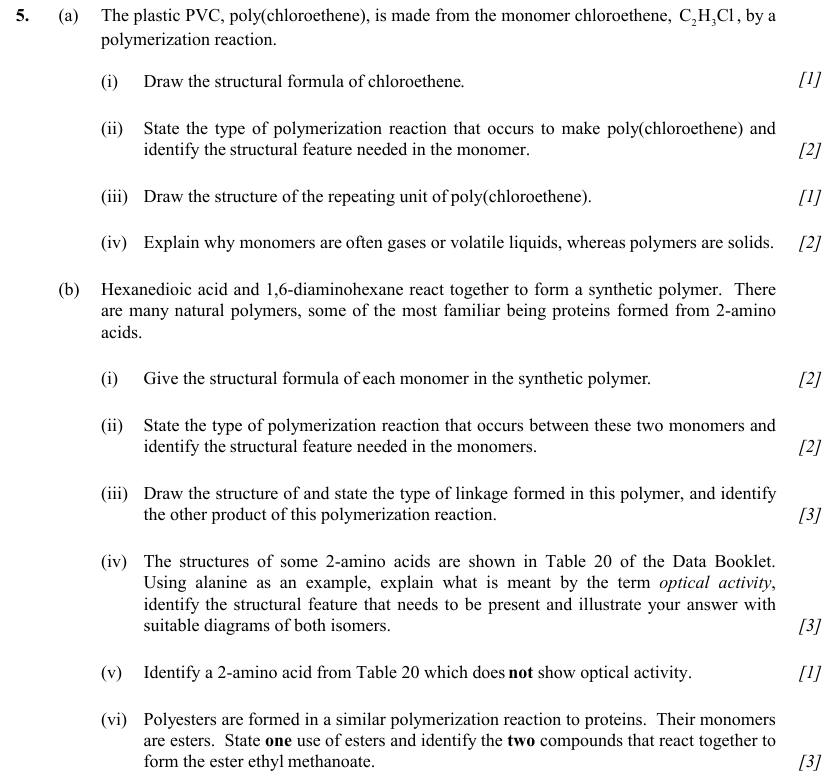 5. (a) The plastic PVC, poly(chloroethene), is made from the monomer chloroethene, C₂H₃Cl, by a
polymerization reaction.
(i) Draw the structural formula of chloroethene. [1]
(ii) State the type of polymerization reaction that occurs to make poly(chloroethene) and
identify the structural feature needed in the monomer. [2]
(iii) Draw the structure of the repeating unit of poly(chloroethene). [1]
(iv) Explain why monomers are often gases or volatile liquids, whereas polymers are solids. [2]
(b) Hexanedioic acid and 1,6-diaminohexane react together to form a synthetic polymer. There
are many natural polymers, some of the most familiar being proteins formed from 2-amino
acids.
(i) Give the structural formula of each monomer in the synthetic polymer. [2]
(ii) State the type of polymerization reaction that occurs between these two monomers and
identify the structural feature needed in the monomers. [2]
(iii) Draw the structure of and state the type of linkage formed in this polymer, and identify
the other product of this polymerization reaction. [3]
(iv) The structures of some 2-amino acids are shown in Table 20 of the Data Booklet.
Using alanine as an example, explain what is meant by the term optical activity,
identify the structural feature that needs to be present and illustrate your answer with
suitable diagrams of both isomers. [3]
(v) Identify a 2-amino acid from Table 20 which does not show optical activity. [1]
(vi) Polyesters are formed in a similar polymerization reaction to proteins. Their monomers
are esters. State one use of esters and identify the two compounds that react together to
form the ester ethyl methanoate. [3]